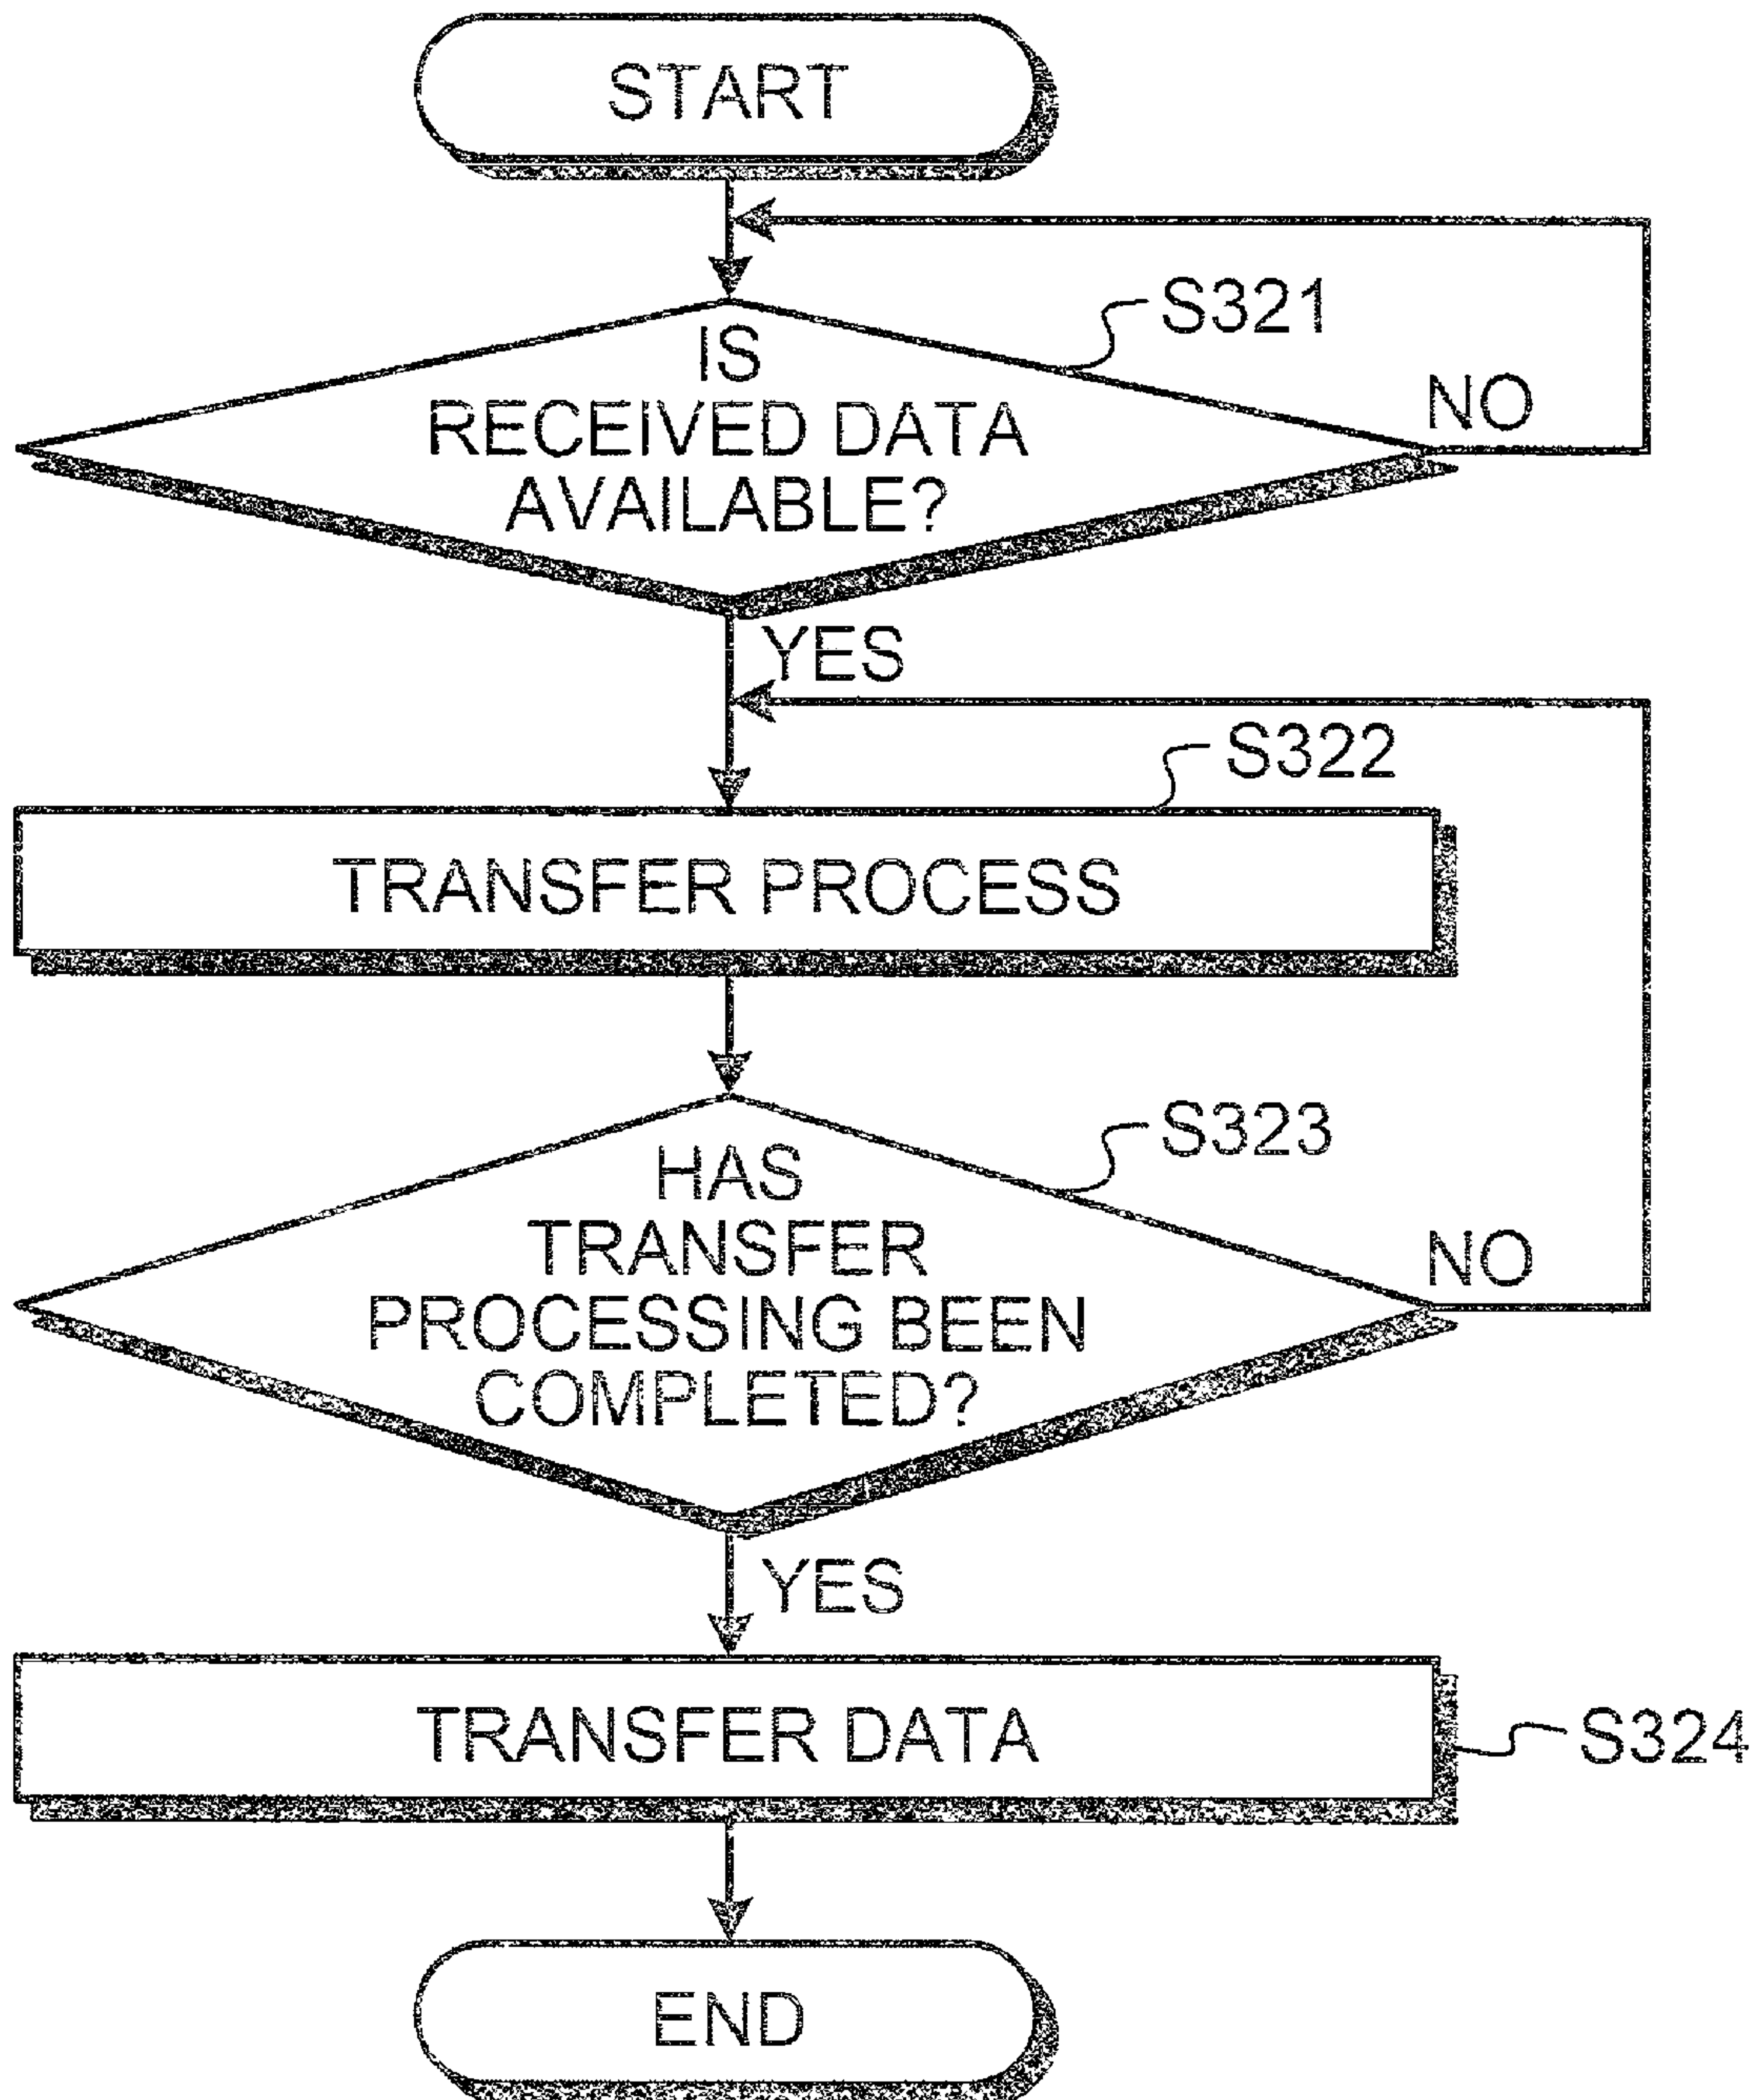 START
S321
IS
RECEIVED DATA
AVAILABLE?
NO
YES
S322
TRANSFER PROCESS
S323
HAS
TRANSFER
PROCESSING BEEN
COMPLETED?
NO
YES
TRANSFER DATA
S324
END